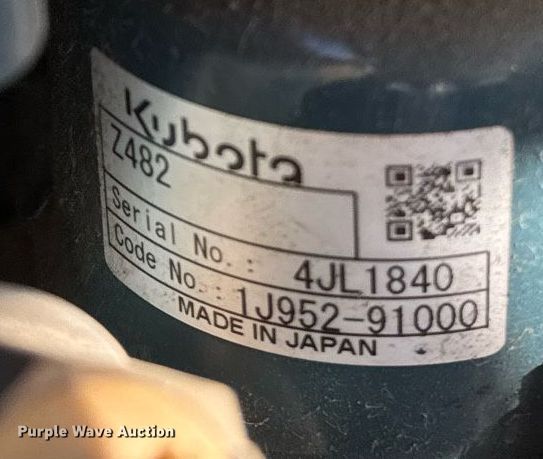 Kubota
Z482
Serial No.: 4JL1840
Code No.: 1J952-91000
MADE IN JAPAN
Purple Wave Auction